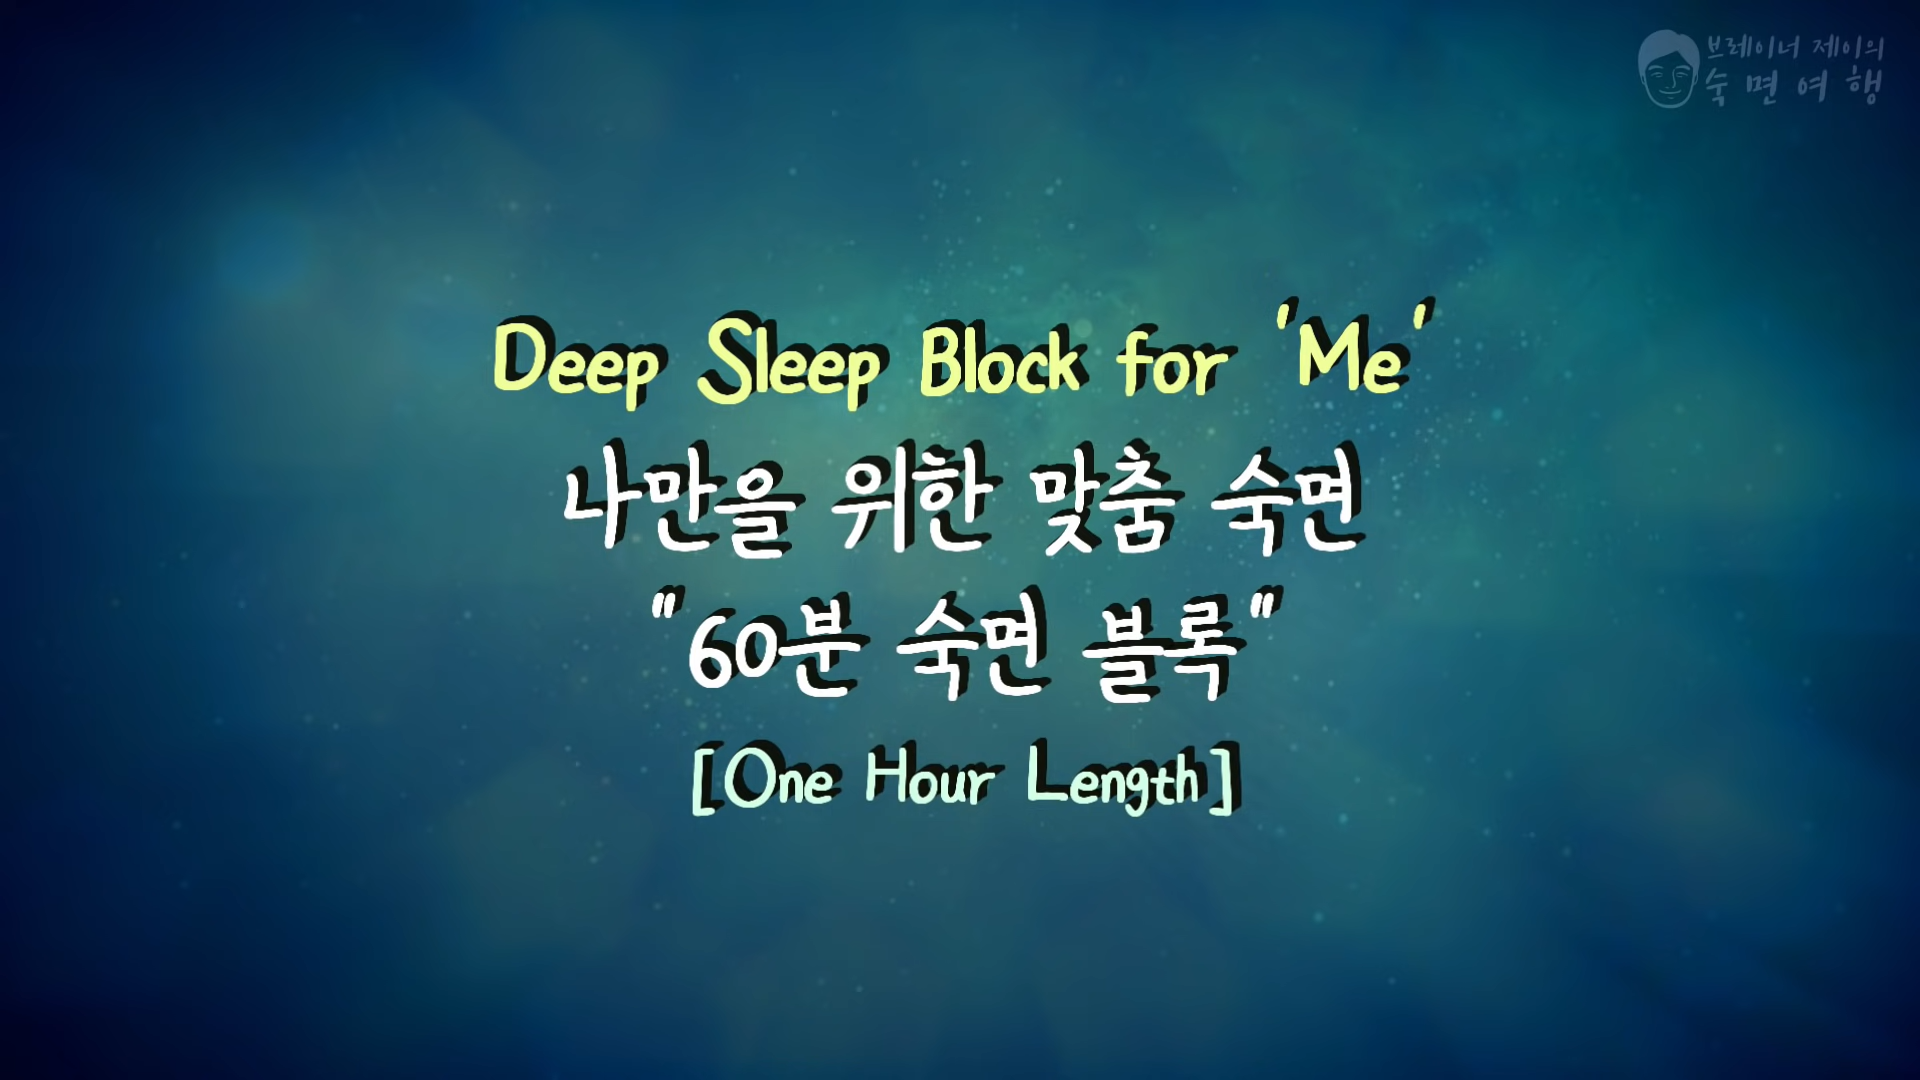 브레이너 제이의
숙면여행
Deep Sleep Block for 'Me'
나만을 위한 맞춤 숙면
"60분 숙면 블록"
[One Hour Length]